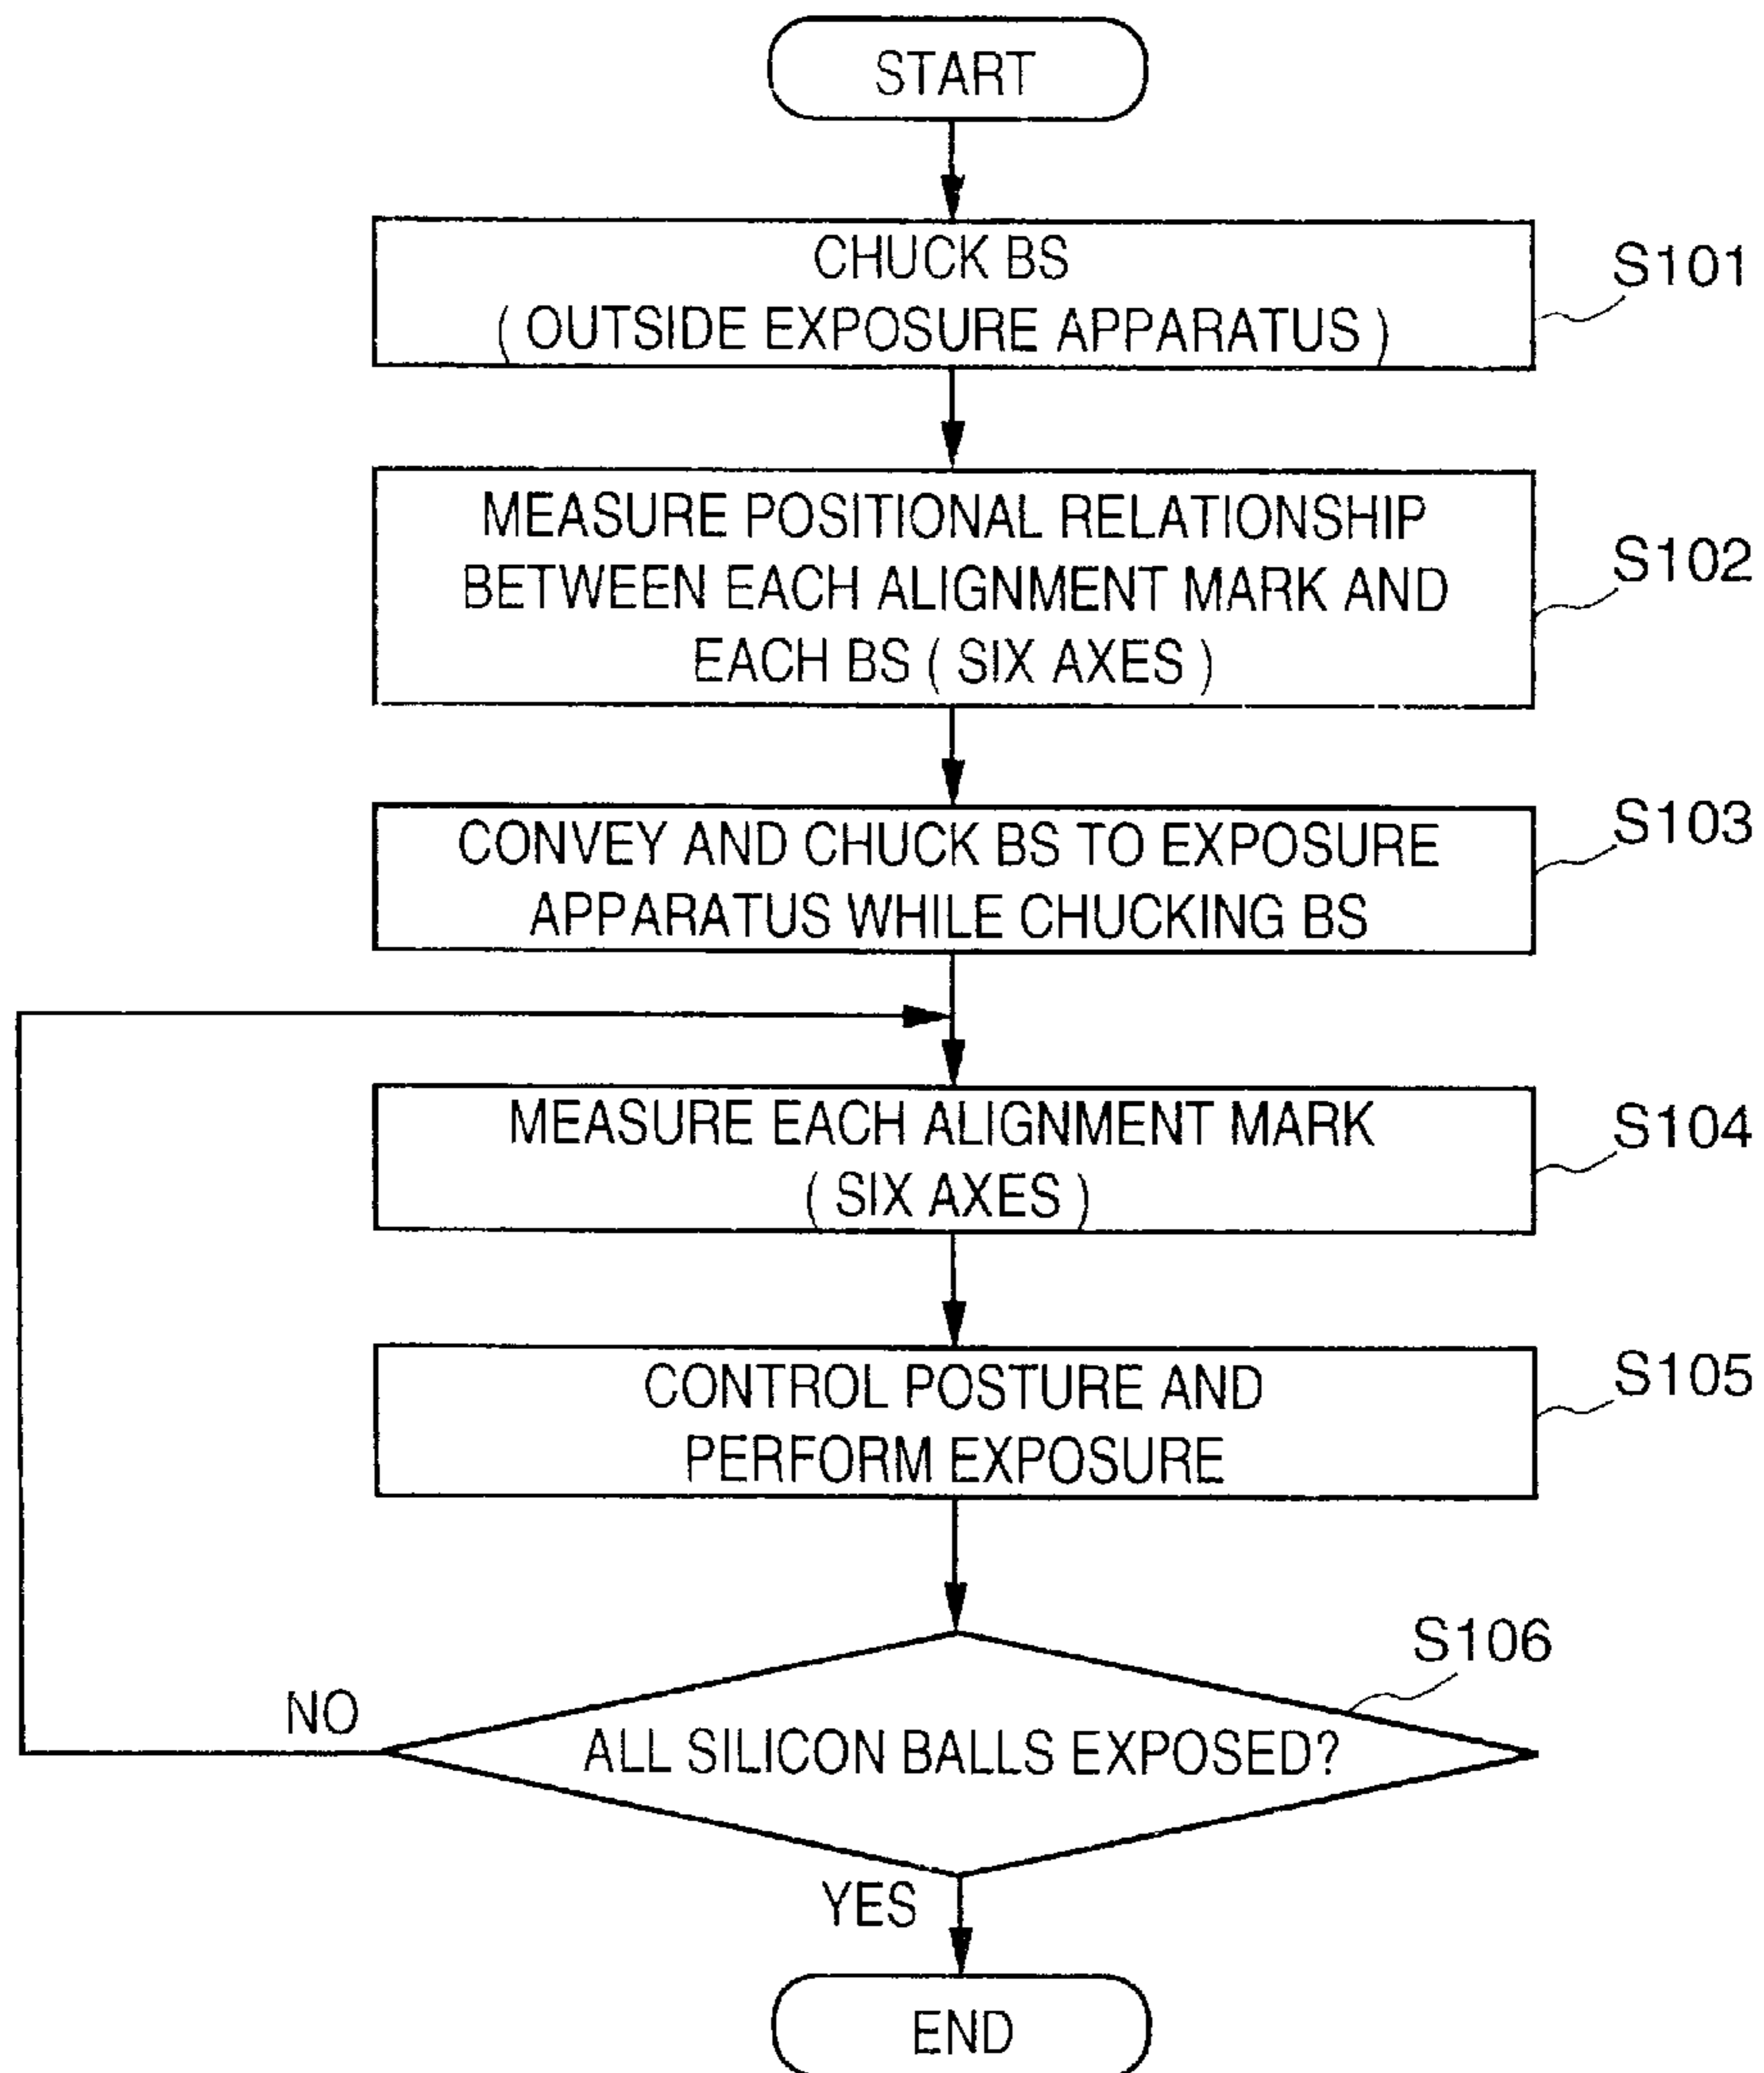 START
CHUCK BS
( OUTSIDE EXPOSURE APPARATUS )
S101
MEASURE POSITIONAL RELATIONSHIP
BETWEEN EACH ALIGNMENT MARK AND
EACH BS ( SIX AXES )
S102
CONVEY AND CHUCK BS TO EXPOSURE
APPARATUS WHILE CHUCKING BS
S103
MEASURE EACH ALIGNMENT MARK
( SIX AXES )
S104
CONTROL POSTURE AND
PERFORM EXPOSURE
S105
S106
NO
ALL SILICON BALLS EXPOSED?
YES
END